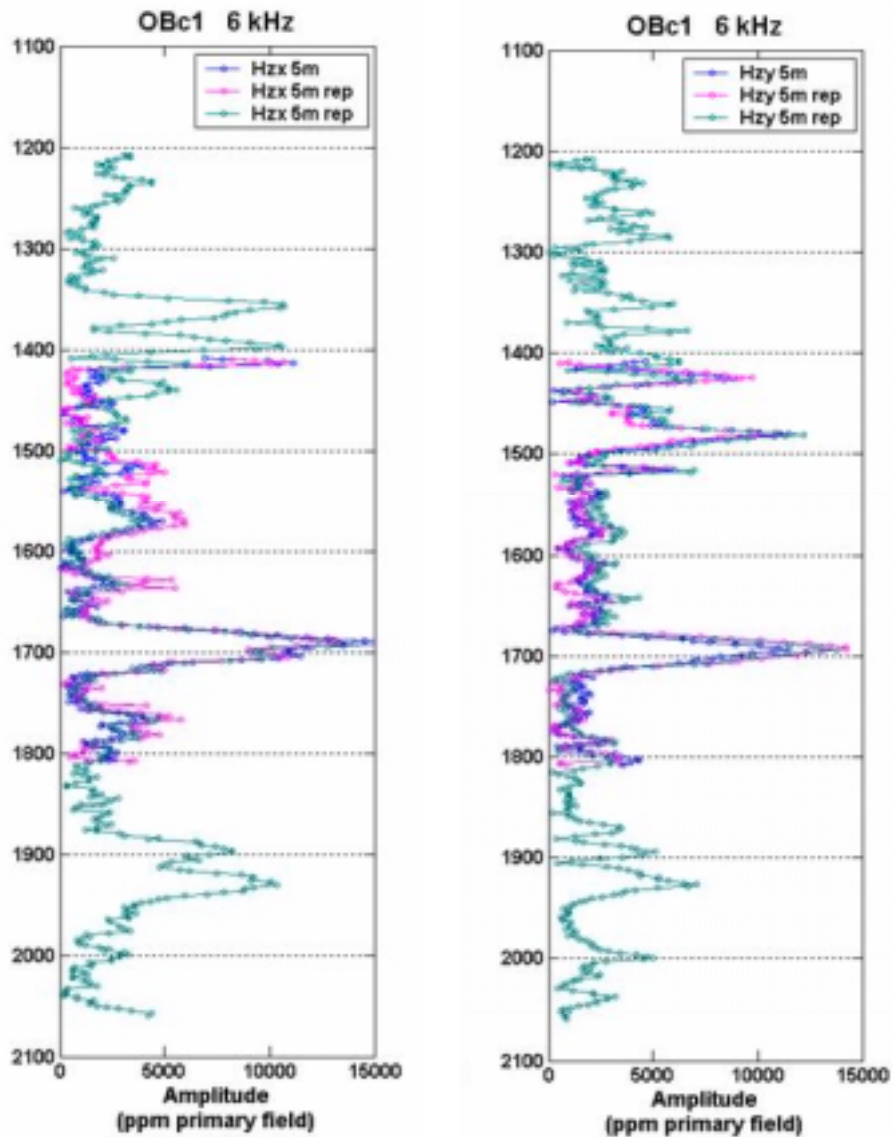 OBc1 6 kHz
Hzx 5m
Hzx 5m rep
Hzx 5m rep
1100
1200
1300
1400
1500
1600
1700
1800
1900
2000
2100
0 5000 10000 15000
Amplitude
(ppm primary field)
OBc1 6 kHz
Hzy 5m
Hzy 5m rep
Hzy 5m rep
1100
1200
1300
1400
1500
1600
1700
1800
1900
2000
2100
0 5000 10000 15000
Amplitude
(ppm primary field)